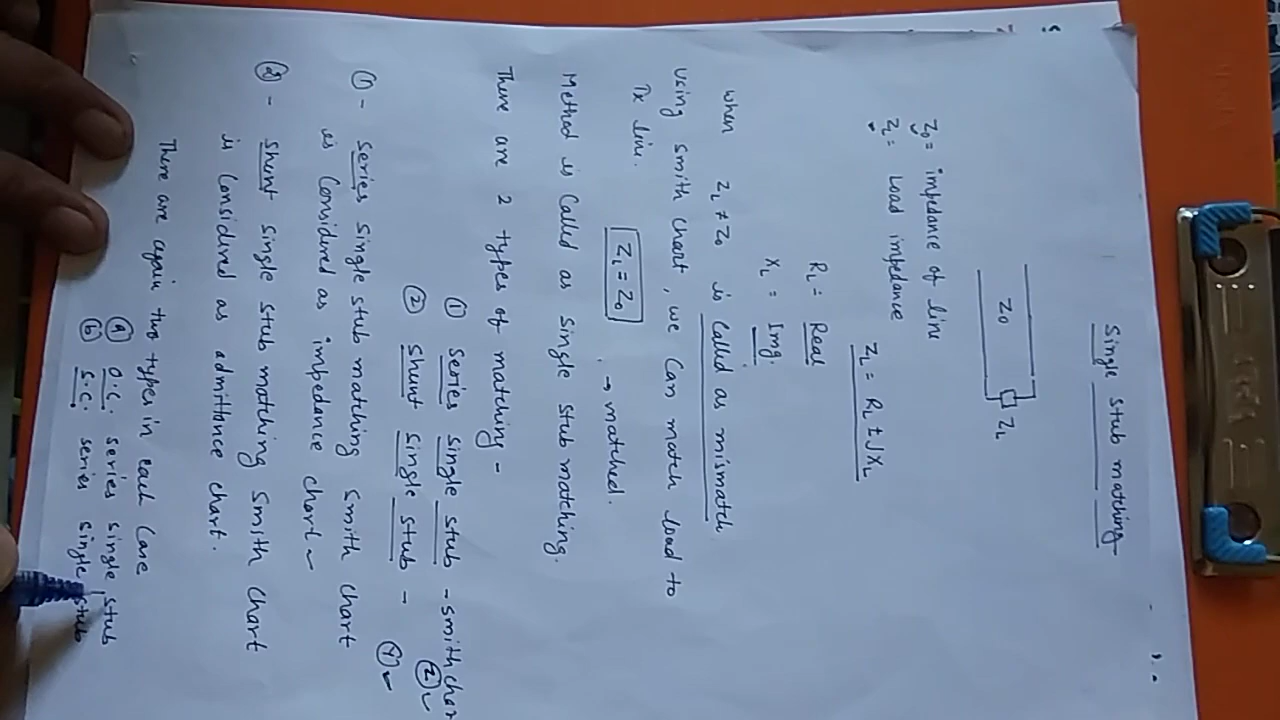 Single stub matching
Z0 ZL
Z0 = impedance of line
ZL = Load impedance
ZL = RL ± JXL
RL = Real
XL = Img.
when ZL ≠ Z0 is called as mismatch
Using smith chart, we can match load to
Tx line.
ZL = Z0 → matched.
Method is called as single stub matching.
There are 2 types of matching -
① series single stub - smith char
Z
② shunt single stub - Y
① - series single stub matching smith chart
is considered as impedance chart
② - shunt single stub matching smith chart
is considered as admittance chart.
There are again two types in each case
ⓐ O.C. series single stub
ⓑ S.C. series single stub